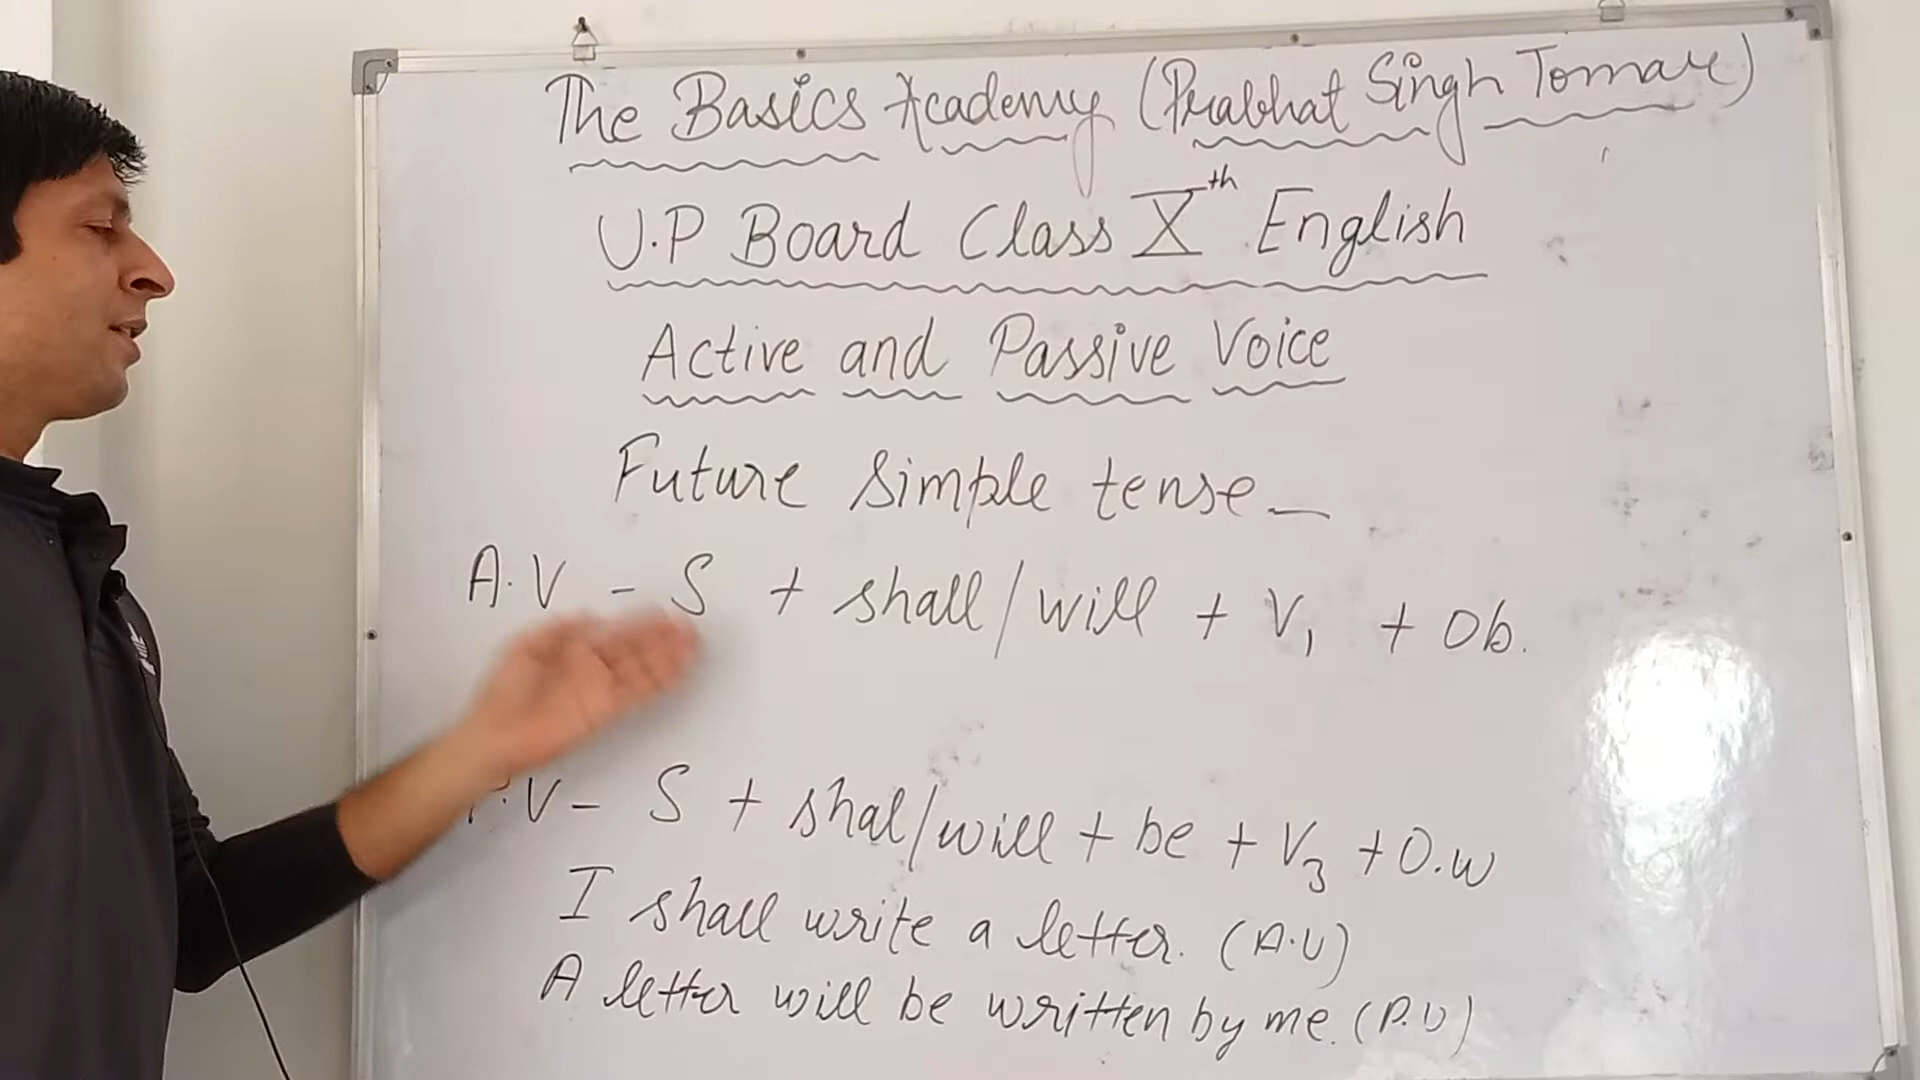 The Basics Academy (Prabhat Singh Tomar)
U.P Board Class Xth English
Active and Passive Voice
Future simple tense_
A.V - S + shall/will + V1 + Ob.
P.V - S + shal/will + be + V3 + O.w
I shall write a letter. (A.V)
A letter will be written by me. (P.V)